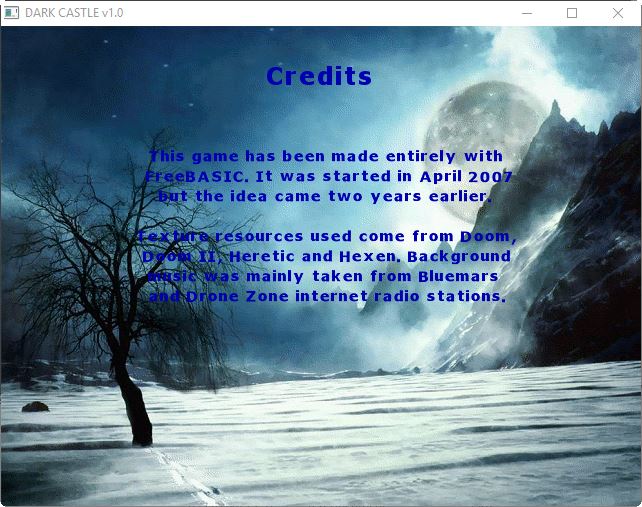 DARK CASTLE v1.0
Credits
This game has been made entirely with
FreeBASIC. It was started in April 2007
but the idea came two years earlier.
Texture resources used come from Doom,
Doom II, Heretic and Hexen. Background
music was mainly taken from Bluemars
and Drone Zone internet radio stations.